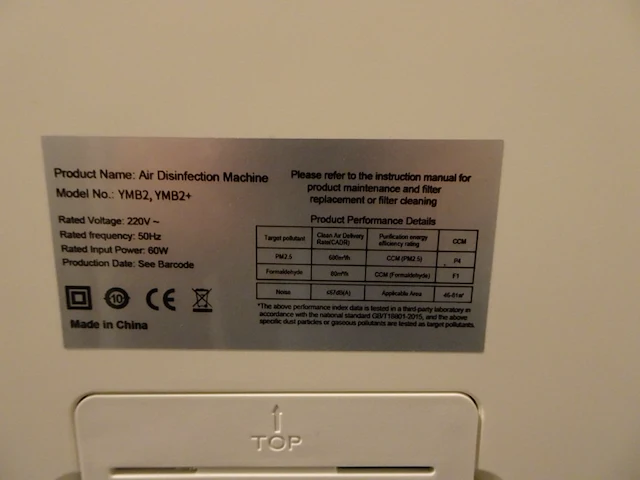 Product Name: Air Disinfection Machine
Model No.: YMB2, YMB2+
Rated Voltage: 220V ~
Rated frequency: 50Hz
Rated Input Power: 60W
Production Date: See Barcode
10
CE
Made in China
Please refer to the instruction manual for
product maintenance and filter
replacement or filter cleaning
Product Performance Details
Target pollutant Clean Air Delivery Rate(CADR) Purification energy efficiency rating CCM
PM2.5 600m³/h CCM (PM2.5) P4
Formaldehyde 80m³/h CCM (Formaldehyde) F1
Noise ≤67dB(A) Applicable Area
*The above performance index data is tested in a third-party laboratory in
accordance with the national standard GB/T18801-2015, and the above
specific dust particles or gaseous pollutants are tested as target pollutants.
TOP